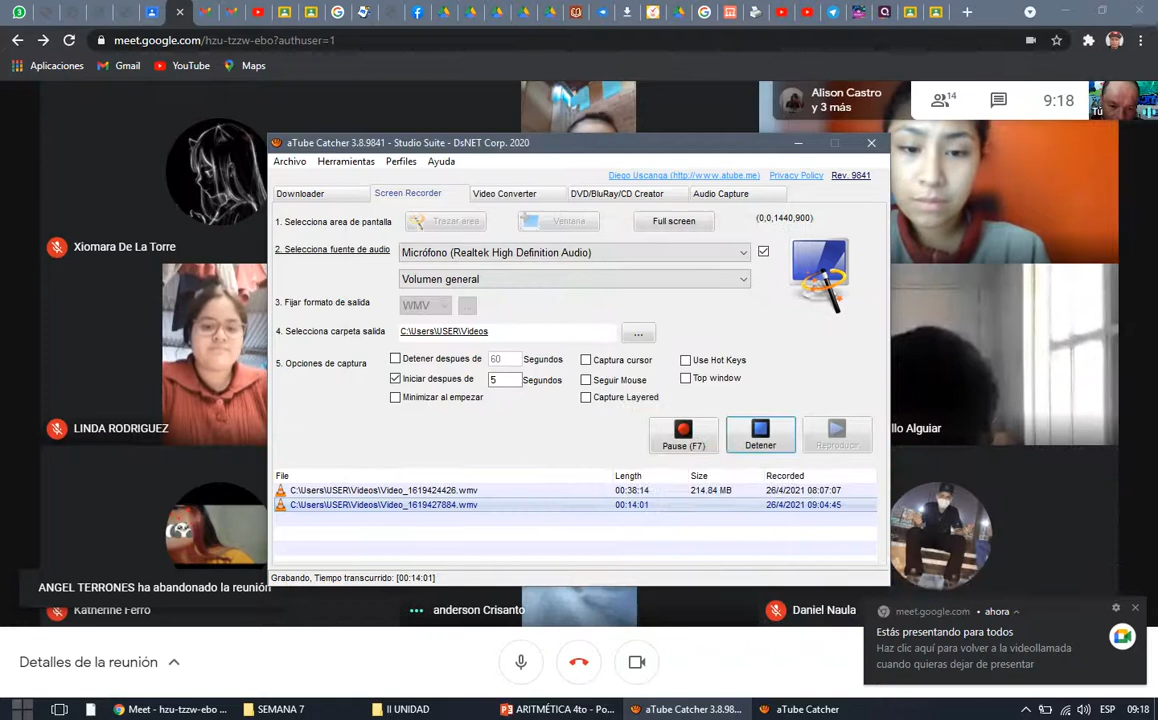 meet.google.com/hzu-tzzw-ebo?authuser=1
Aplicaciones
Gmail
YouTube
Maps
Alison Castro
y 3 más
14
9:18
Tú
aTube Catcher 3.8.9841 - Studio Suite - DsNET Corp. 2020
Archivo Herramientas Perfiles Ayuda
Diego Uscanga (http://www.atube.me) Privacy Policy Rev. 9841
Downloader Screen Recorder Video Converter DVD/BluRay/CD Creator Audio Capture
1. Selecciona area de pantalla Trazar area Ventana Full screen (0,0,1440,900)
2. Selecciona fuente de audio Micrófono (Realtek High Definition Audio)
Volumen general
3. Fijar formato de salida WMV ...
4. Selecciona carpeta salida C:\Users\USER\Videos ...
5. Opciones de captura
Detener despues de 60 Segundos Captura cursor Use Hot Keys
Iniciar despues de 5 Segundos Seguir Mouse Top window
Minimizar al empezar Capture Layered
Pause (F7) Detener Reproducir
File Length Size Recorded
C:\Users\USER\Videos\Video_1619424426.wmv 00:38:14 214.84 MB 26/4/2021 08:07:07
C:\Users\USER\Videos\Video_1619427884.wmv 00:14:01 26/4/2021 09:04:45
Grabando, Tiempo transcurrido: [00:14:01]
Xiomara De La Torre
LINDA RODRIGUEZ
llo Alguiar
ANGEL TERRONES ha abandonado la reunión
Katherine Ferro
anderson Crisanto
Daniel Naula
meet.google.com • ahora
Estás presentando para todos
Haz clic aquí para volver a la videollamada
cuando quieras dejar de presentar
Detalles de la reunión
Meet - hzu-tzzw-ebo ...
SEMANA 7
II UNIDAD
ARITMÉTICA 4to - Po...
aTube Catcher 3.8.98...
aTube Catcher
ESP
09:18